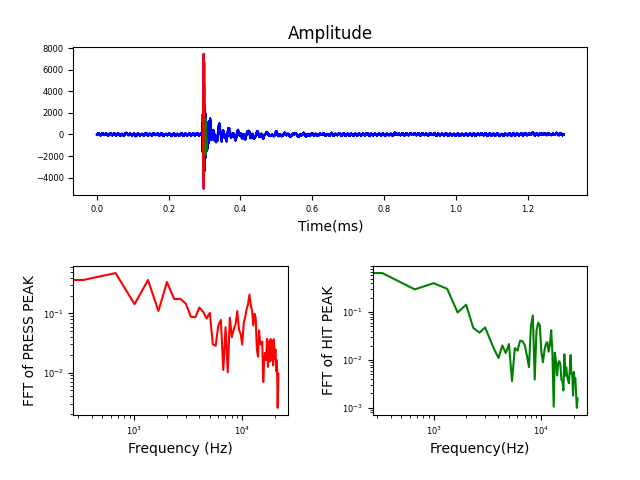 Amplitude
8000
6000
4000
2000
0
−2000
−4000
0.0 0.2 0.4 0.6 0.8 1.0 1.2
Time(ms)
FFT of PRESS PEAK
10⁻¹
10⁻²
10³ 10⁴
Frequency (Hz)
FFT of HIT PEAK
10⁻¹
10⁻²
10⁻³
10³ 10⁴
Frequency(Hz)